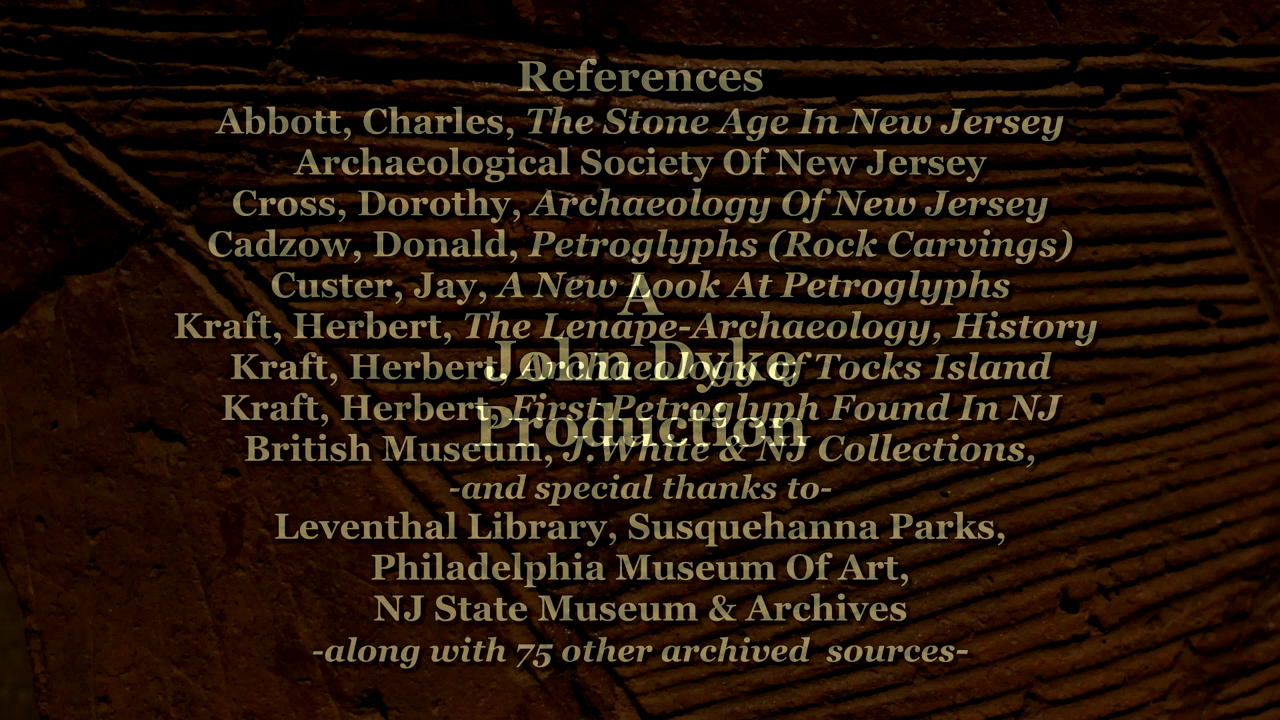 References
Abbott, Charles, The Stone Age In New Jersey
Archaeological Society Of New Jersey
Cross, Dorothy, Archaeology Of New Jersey
Cadzow, Donald, Petroglyphs (Rock Carvings)
Custer, Jay, A New Look At Petroglyphs
A
Kraft, Herbert, The Lenape-Archaeology, History
John Dyke
Kraft, Herbert, Archaeology of Tocks Island
Kraft, Herbert, First Petroglyph Found In NJ
Production
British Museum, J.White & NJ Collections,
-and special thanks to-
Leventhal Library, Susquehanna Parks,
Philadelphia Museum Of Art,
NJ State Museum & Archives
-along with 75 other archived sources-